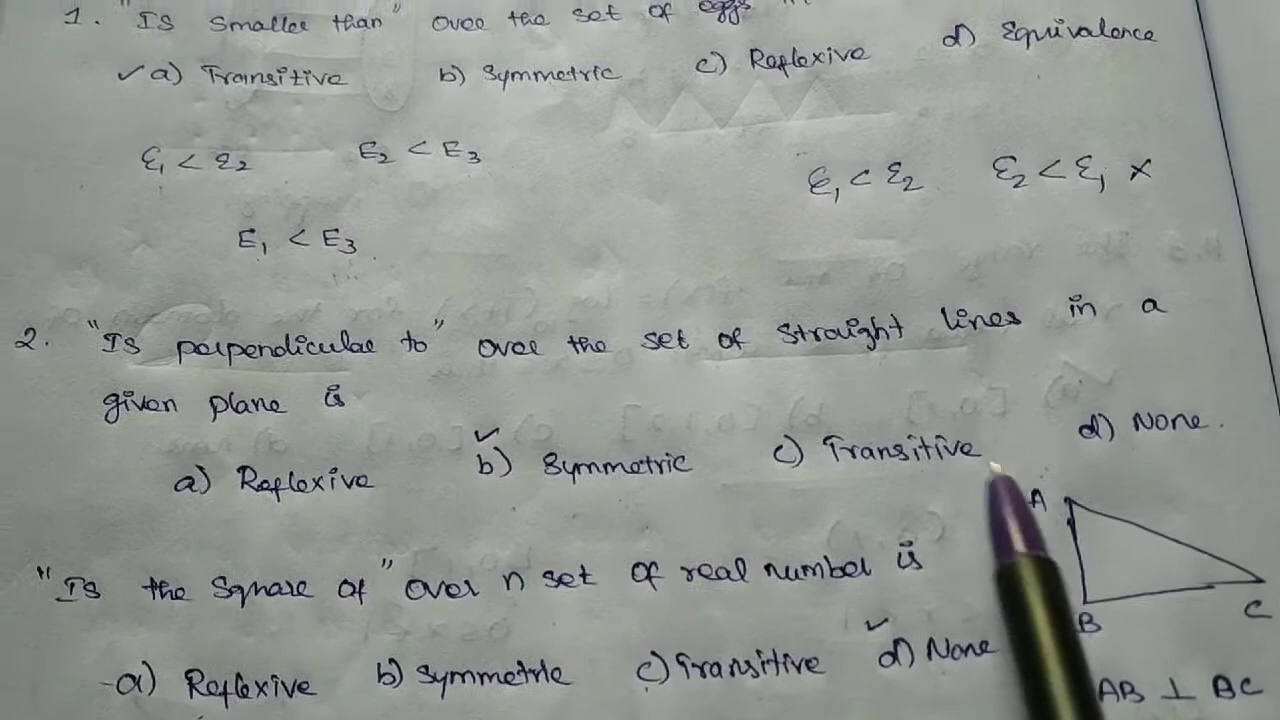 1. "Is Smaller than" over the set of eggs
✓ a) Transitive b) Symmetric c) Reflexive d) Equivalence
E₁ < E₂ E₂ < E₃ E₁ < E₂ E₂ < E₁ ×
E₁ < E₃
2. "Is perpendicular to" over the set of straight lines in a
given plane is
a) Reflexive ✓ b) Symmetric c) Transitive d) None.
A
"Is the Square of" over n set of real number is
B C
a) Reflexive b) Symmetric c) Transitive ✓ d) None
AB ⊥ BC